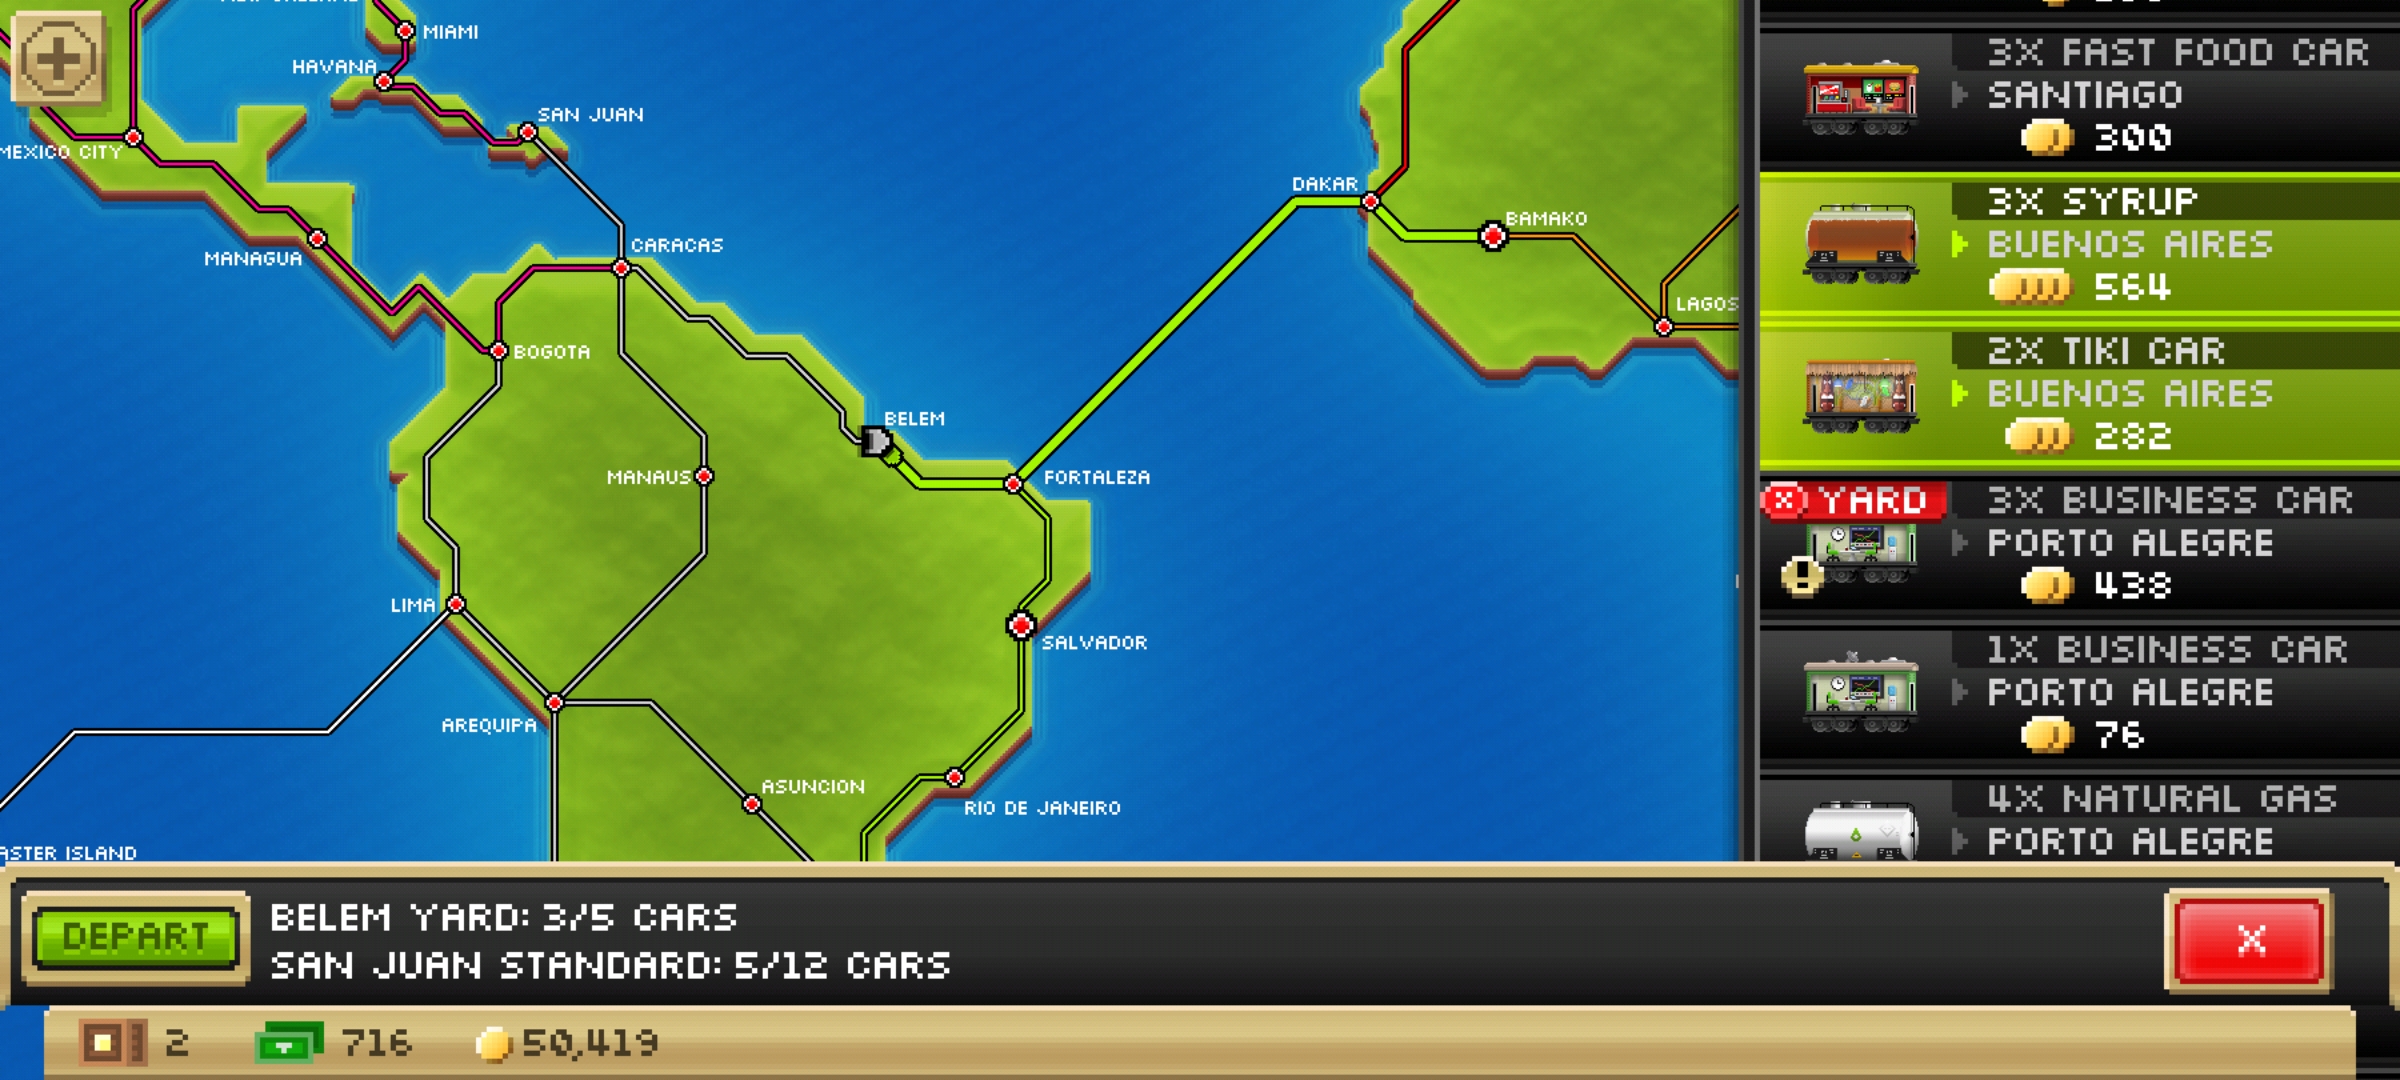 MIAMI
HAVANA
SAN JUAN
MEXICO CITY
MANAGUA
CARACAS
BOGOTA
BELEM
MANAUS
FORTALEZA
DAKAR
BAMAKO
LAGOS
LIMA
SALVADOR
AREQUIPA
ASUNCION
RIO DE JANEIRO
ASTER ISLAND
3X FAST FOOD CAR
SANTIAGO
300
3X SYRUP
BUENOS AIRES
564
2X TIKI CAR
BUENOS AIRES
282
X YARD
3X BUSINESS CAR
PORTO ALEGRE
438
1X BUSINESS CAR
PORTO ALEGRE
76
4X NATURAL GAS
PORTO ALEGRE
DEPART
BELEM YARD: 3/5 CARS
SAN JUAN STANDARD: 5/12 CARS
X
2
716
50,419